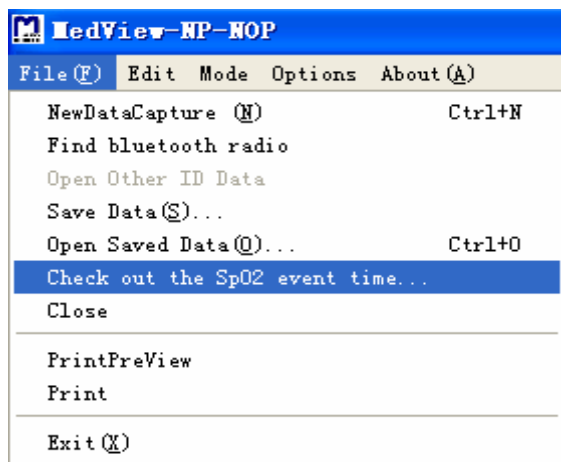 MedView-NP-NOP
File(F) Edit Mode Options About(A)
NewDataCapture (N) Ctrl+N
Find bluetooth radio
Open Other ID Data
Save Data(S)...
Open Saved Data(O)... Ctrl+O
Check out the SpO2 event time...
Close
PrintPreView
Print
Exit(X)